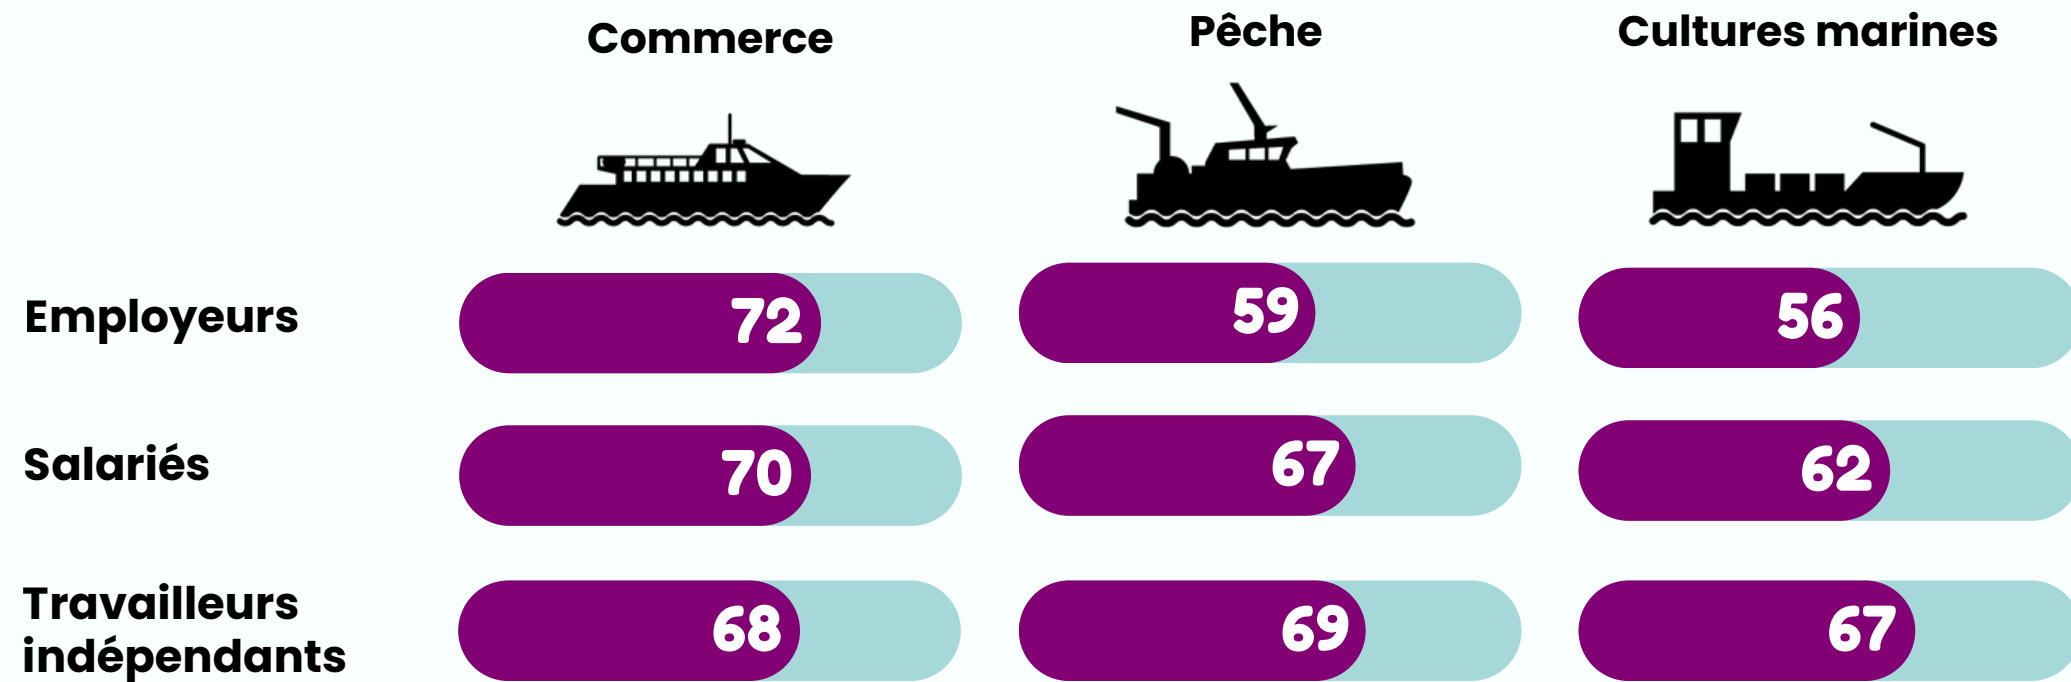 Commerce
Pêche
Cultures marines
Employeurs
72
59
56
Salariés
70
67
62
Travailleurs
indépendants
68
69
67